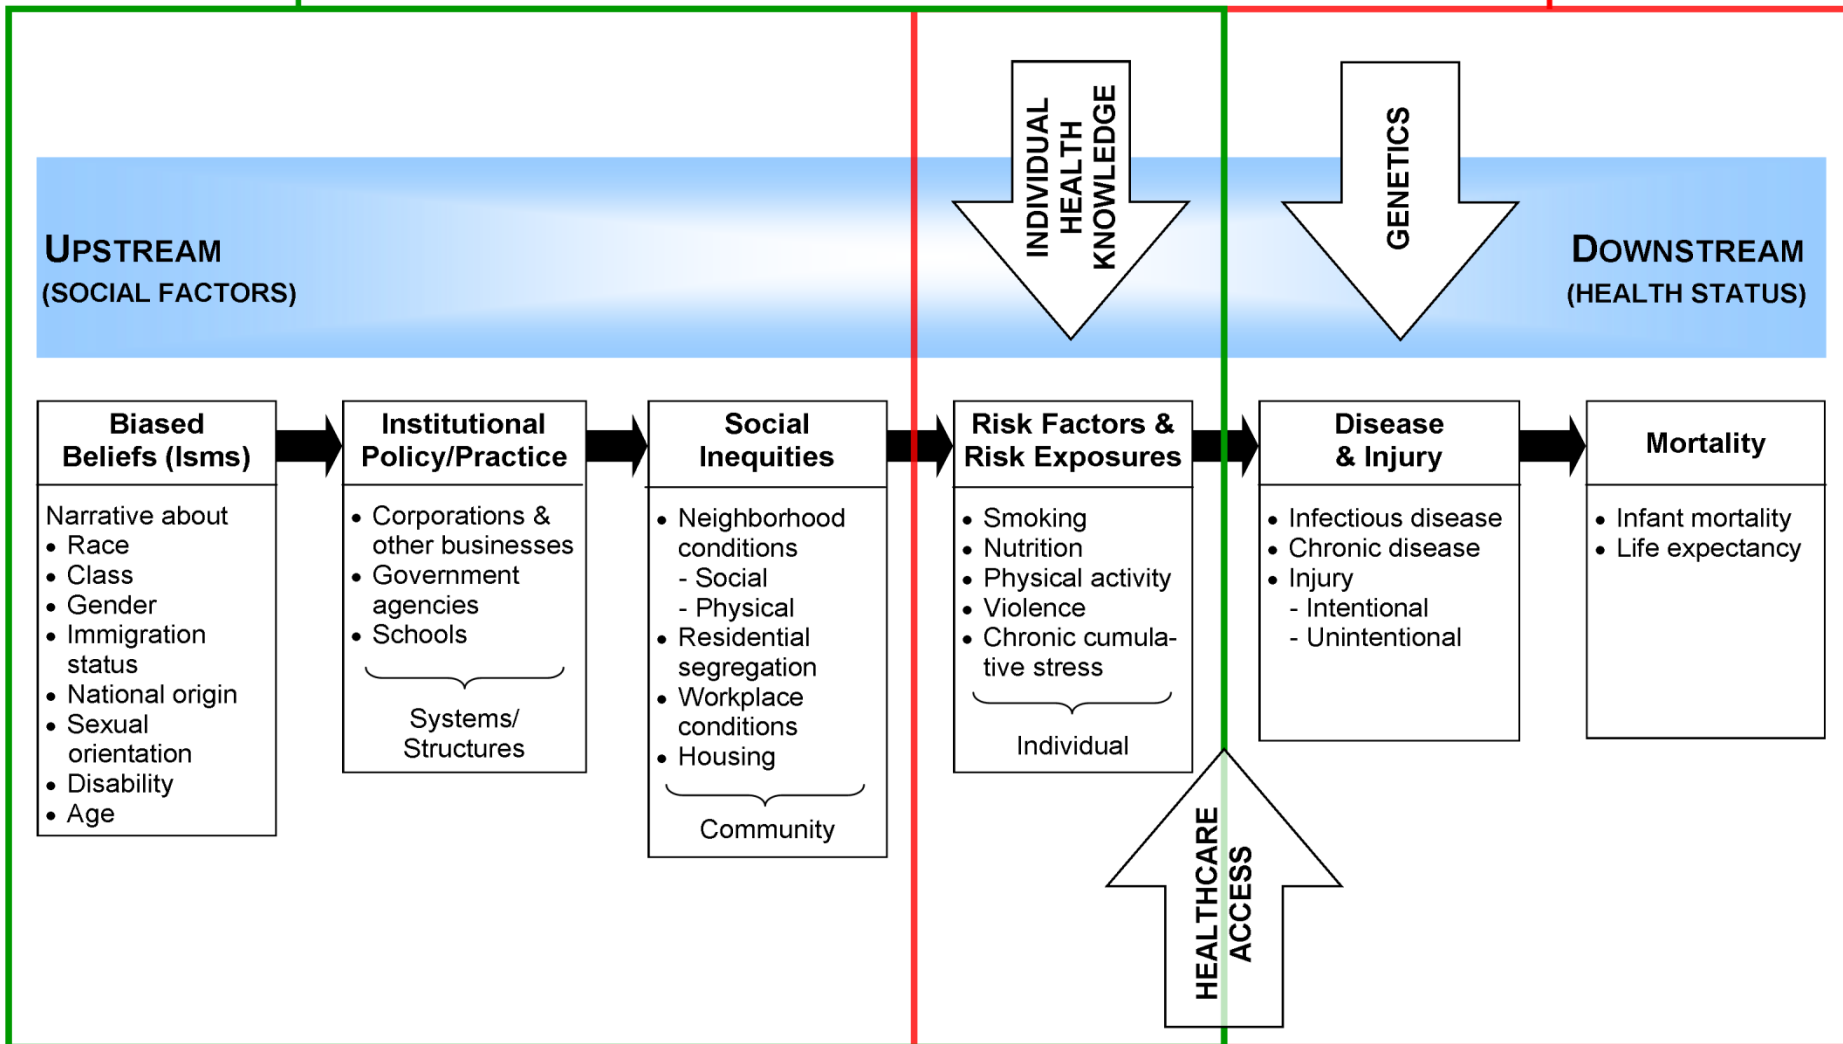 INDIVIDUAL
HEALTH
KNOWLEDGE
GENETICS
UPSTREAM
(SOCIAL FACTORS)
DOWNSTREAM
(HEALTH STATUS)
Biased
Beliefs (Isms)
Narrative about
• Race
• Class
• Gender
• Immigration
status
• National origin
• Sexual
orientation
• Disability
• Age
Institutional
Policy/Practice
• Corporations &
other businesses
• Government
agencies
• Schools
Systems/
Structures
Social
Inequities
• Neighborhood
conditions
- Social
- Physical
• Residential
segregation
• Workplace
conditions
• Housing
Community
Risk Factors &
Risk Exposures
• Smoking
• Nutrition
• Physical activity
• Violence
• Chronic cumula-
tive stress
Individual
Disease
& Injury
• Infectious disease
• Chronic disease
• Injury
- Intentional
- Unintentional
Mortality
• Infant mortality
• Life expectancy
HEALTHCARE
ACCESS